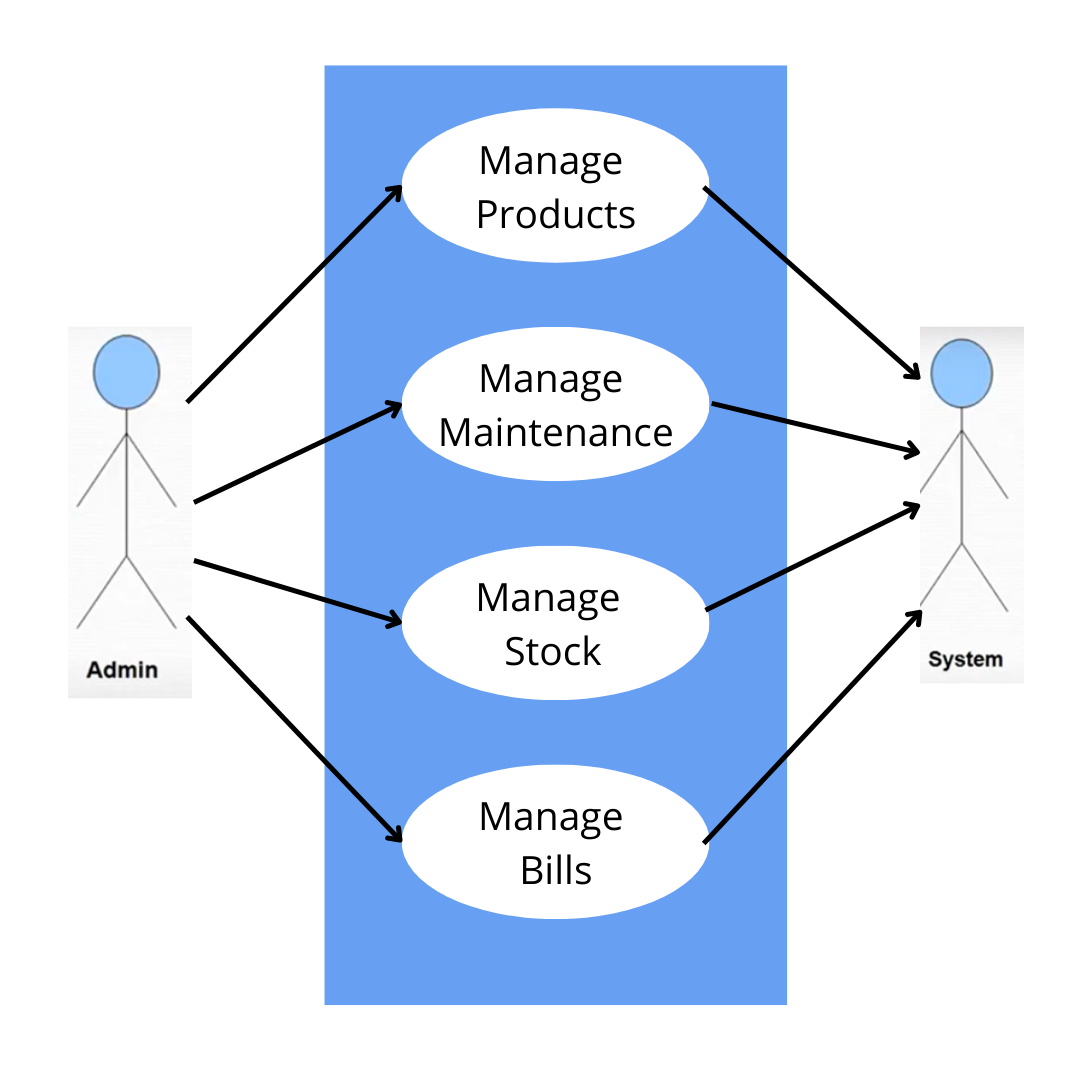 Manage
Products
Manage
Maintenance
Manage
Stock
Manage
Bills
Admin
System